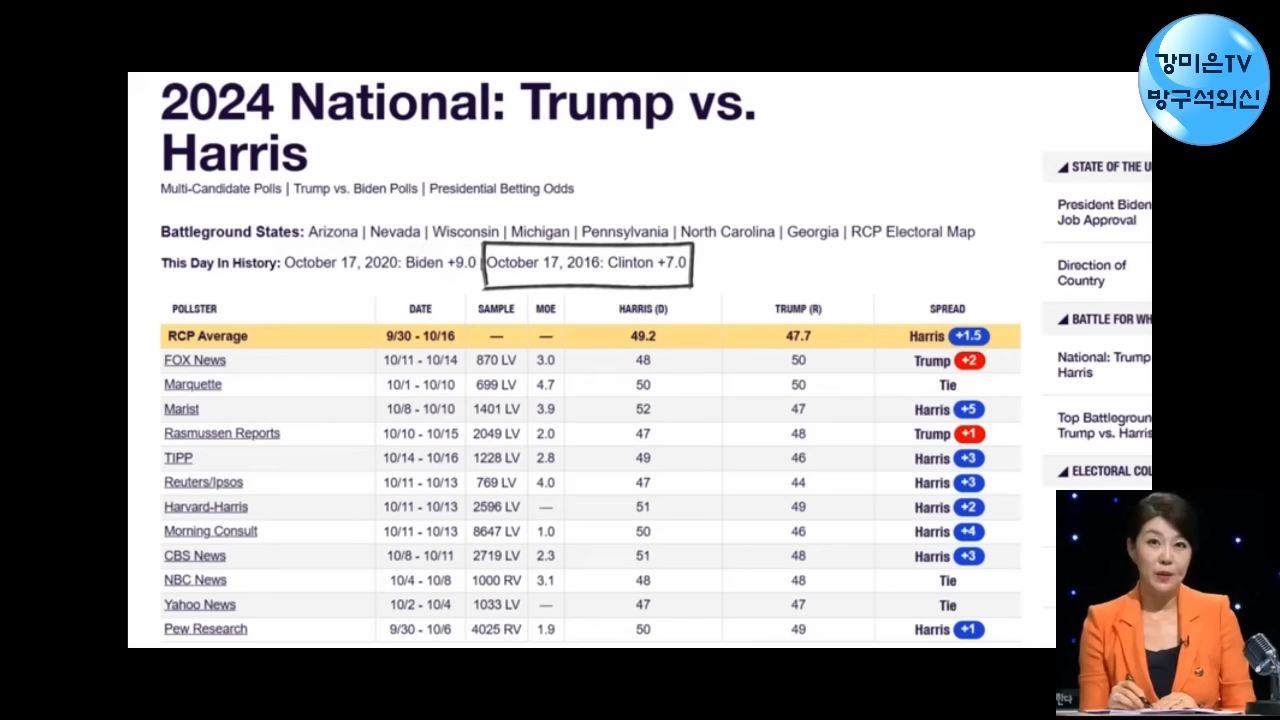 강미은TV
방구석외신
2024 National: Trump vs.
Harris
Multi-Candidate Polls | Trump vs. Biden Polls | Presidential Betting Odds
Battleground States: Arizona | Nevada | Wisconsin | Michigan | Pennsylvania | North Carolina | Georgia | RCP Electoral Map
This Day In History: October 17, 2020: Biden +9.0 | October 17, 2016: Clinton +7.0
POLLSTER DATE SAMPLE MOE HARRIS (D) TRUMP (R) SPREAD
RCP Average 9/30 - 10/16 — — 49.2 47.7 Harris +1.5
FOX News 10/11 - 10/14 870 LV 3.0 48 50 Trump +2
Marquette 10/1 - 10/10 699 LV 4.7 50 50 Tie
Marist 10/8 - 10/10 1401 LV 3.9 52 47 Harris +5
Rasmussen Reports 10/10 - 10/15 2049 LV 2.0 47 48 Trump +1
TIPP 10/14 - 10/16 1228 LV 2.8 49 46 Harris +3
Reuters/Ipsos 10/11 - 10/13 769 LV 4.0 47 44 Harris +3
Harvard-Harris 10/11 - 10/13 2596 LV — 51 49 Harris +2
Morning Consult 10/11 - 10/13 8647 LV 1.0 50 46 Harris +4
CBS News 10/8 - 10/11 2719 LV 2.3 51 48 Harris +3
NBC News 10/4 - 10/8 1000 RV 3.1 48 48 Tie
Yahoo News 10/2 - 10/4 1033 LV — 47 47 Tie
Pew Research 9/30 - 10/6 4025 RV 1.9 50 49 Harris +1
STATE OF THE U
President Biden
Job Approval
Direction of
Country
BATTLE FOR WH
National: Trump
Harris
Top Battleground
Trump vs. Harris
ELECTORAL COL
한다